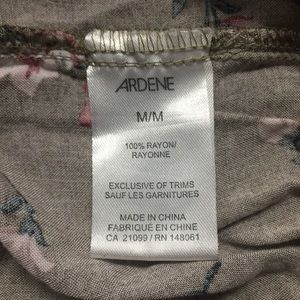 ARDENE
M/M
100% RAYON/
RAYONNE
EXCLUSIVE OF TRIMS
SAUF LES GARNITURES
MADE IN CHINA
FABRIQUÉ EN CHINE
CA 21099 / RN 148061